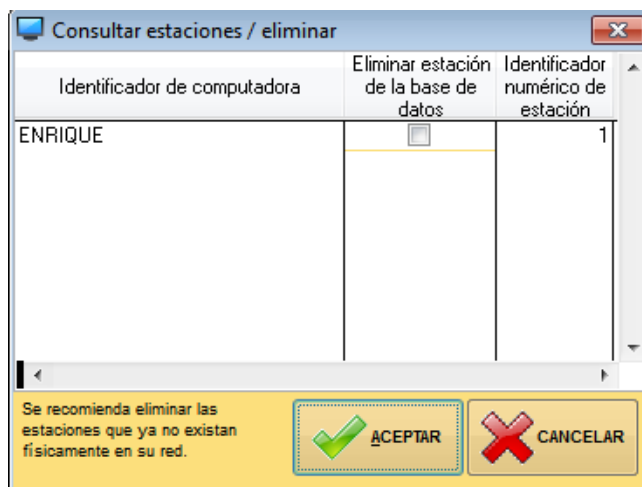 Consultar estaciones / eliminar
Identificador de computadora
Eliminar estación
de la base de
datos
Identificador
numérico de
estación
ENRIQUE
1
Se recomienda eliminar las
estaciones que ya no existan
físicamente en su red.
ACEPTAR
CANCELAR